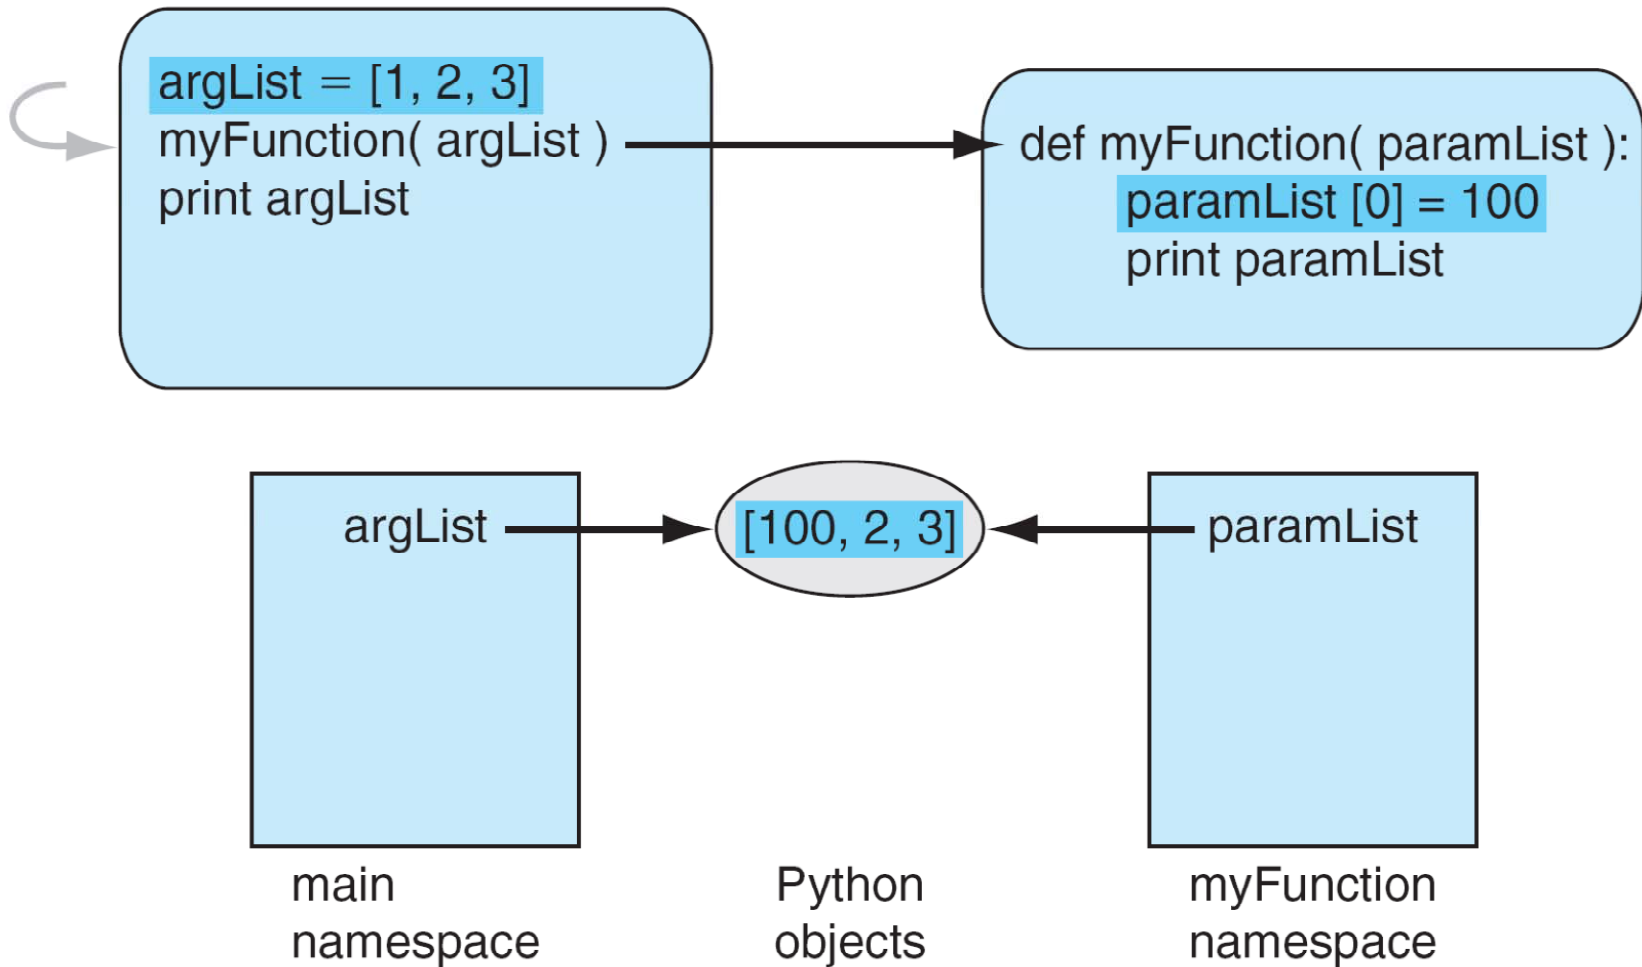 argList = [1, 2, 3]
myFunction( argList )
print argList
def myFunction( paramList ):
paramList [0] = 100
print paramList
argList
[100, 2, 3]
paramList
main
namespace
Python
objects
myFunction
namespace